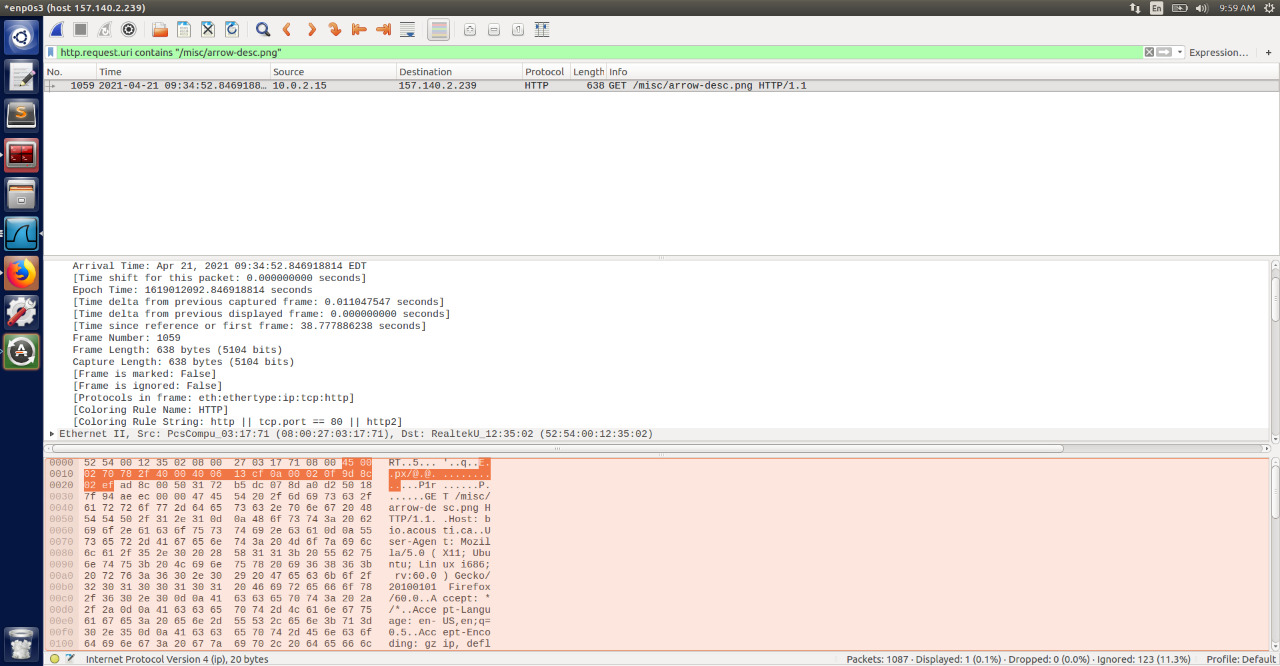 *enp0s3 (host 157.140.2.239)
En
9:59 AM
http.request.uri contains "/misc/arrow-desc.png"
Expression…
+
No. Time Source Destination Protocol Length Info
1059 2021-04-21 09:34:52.8469188… 10.0.2.15 157.140.2.239 HTTP 638 GET /misc/arrow-desc.png HTTP/1.1
Arrival Time: Apr 21, 2021 09:34:52.846918814 EDT
[Time shift for this packet: 0.000000000 seconds]
Epoch Time: 1619012092.846918814 seconds
[Time delta from previous captured frame: 0.011047547 seconds]
[Time delta from previous displayed frame: 0.000000000 seconds]
[Time since reference or first frame: 38.777886238 seconds]
Frame Number: 1059
Frame Length: 638 bytes (5104 bits)
Capture Length: 638 bytes (5104 bits)
[Frame is marked: False]
[Frame is ignored: False]
[Protocols in frame: eth:ethertype:ip:tcp:http]
[Coloring Rule Name: HTTP]
[Coloring Rule String: http || tcp.port == 80 || http2]
Ethernet II, Src: PcsCompu_03:17:71 (08:00:27:03:17:71), Dst: RealtekU_12:35:02 (52:54:00:12:35:02)
0000 52 54 00 12 35 02 08 00 27 03 17 71 08 00 45 00 RT..5... '..q..E.
0010 02 70 78 2f 40 00 40 06 13 cf 0a 00 02 0f 9d 8c .px/@.@. ........
0020 02 ef ad 8c 00 50 31 72 b5 dc 07 8d a0 d2 50 18 .....P1r ......P.
0030 7f 94 ae ec 00 00 47 45 54 20 2f 6d 69 73 63 2f ......GE T /misc/
0040 61 72 72 6f 77 2d 64 65 73 63 2e 70 6e 67 20 48 arrow-de sc.png H
0050 54 54 50 2f 31 2e 31 0d 0a 48 6f 73 74 3a 20 62 TTP/1.1. .Host: b
0060 69 6f 2e 61 63 6f 75 73 74 69 2e 63 61 0d 0a 55 io.acous ti.ca..U
0070 73 65 72 2d 41 67 65 6e 74 3a 20 4d 6f 7a 69 6c ser-Agen t: Mozil
0080 6c 61 2f 35 2e 30 20 28 58 31 31 3b 20 55 62 75 la/5.0 ( X11; Ubu
0090 6e 74 75 3b 20 4c 69 6e 75 78 20 69 36 38 36 3b ntu; Lin ux i686;
00a0 20 72 76 3a 36 30 2e 30 29 20 47 65 63 6b 6f 2f rv:60.0 ) Gecko/
00b0 32 30 31 30 30 31 30 31 20 46 69 72 65 66 6f 78 20100101 Firefox
00c0 2f 36 30 2e 30 0d 0a 41 63 63 65 70 74 3a 20 2a /60.0..A ccept: *
00d0 2f 2a 0d 0a 41 63 63 65 70 74 2d 4c 61 6e 67 75 /*..Acce pt-Langu
00e0 61 67 65 3a 20 65 6e 2d 55 53 2c 65 6e 3b 71 3d age: en- US,en;q=
00f0 30 2e 35 0d 0a 41 63 63 65 70 74 2d 45 6e 63 6f 0.5..Acc ept-Enco
0100 64 69 6e 67 3a 20 67 7a 69 70 2c 20 64 65 66 6c ding: gz ip, defl
Internet Protocol Version 4 (ip), 20 bytes
Packets: 1087 · Displayed: 1 (0.1%) · Dropped: 0 (0.0%) · Ignored: 123 (11.3%)
Profile: Default